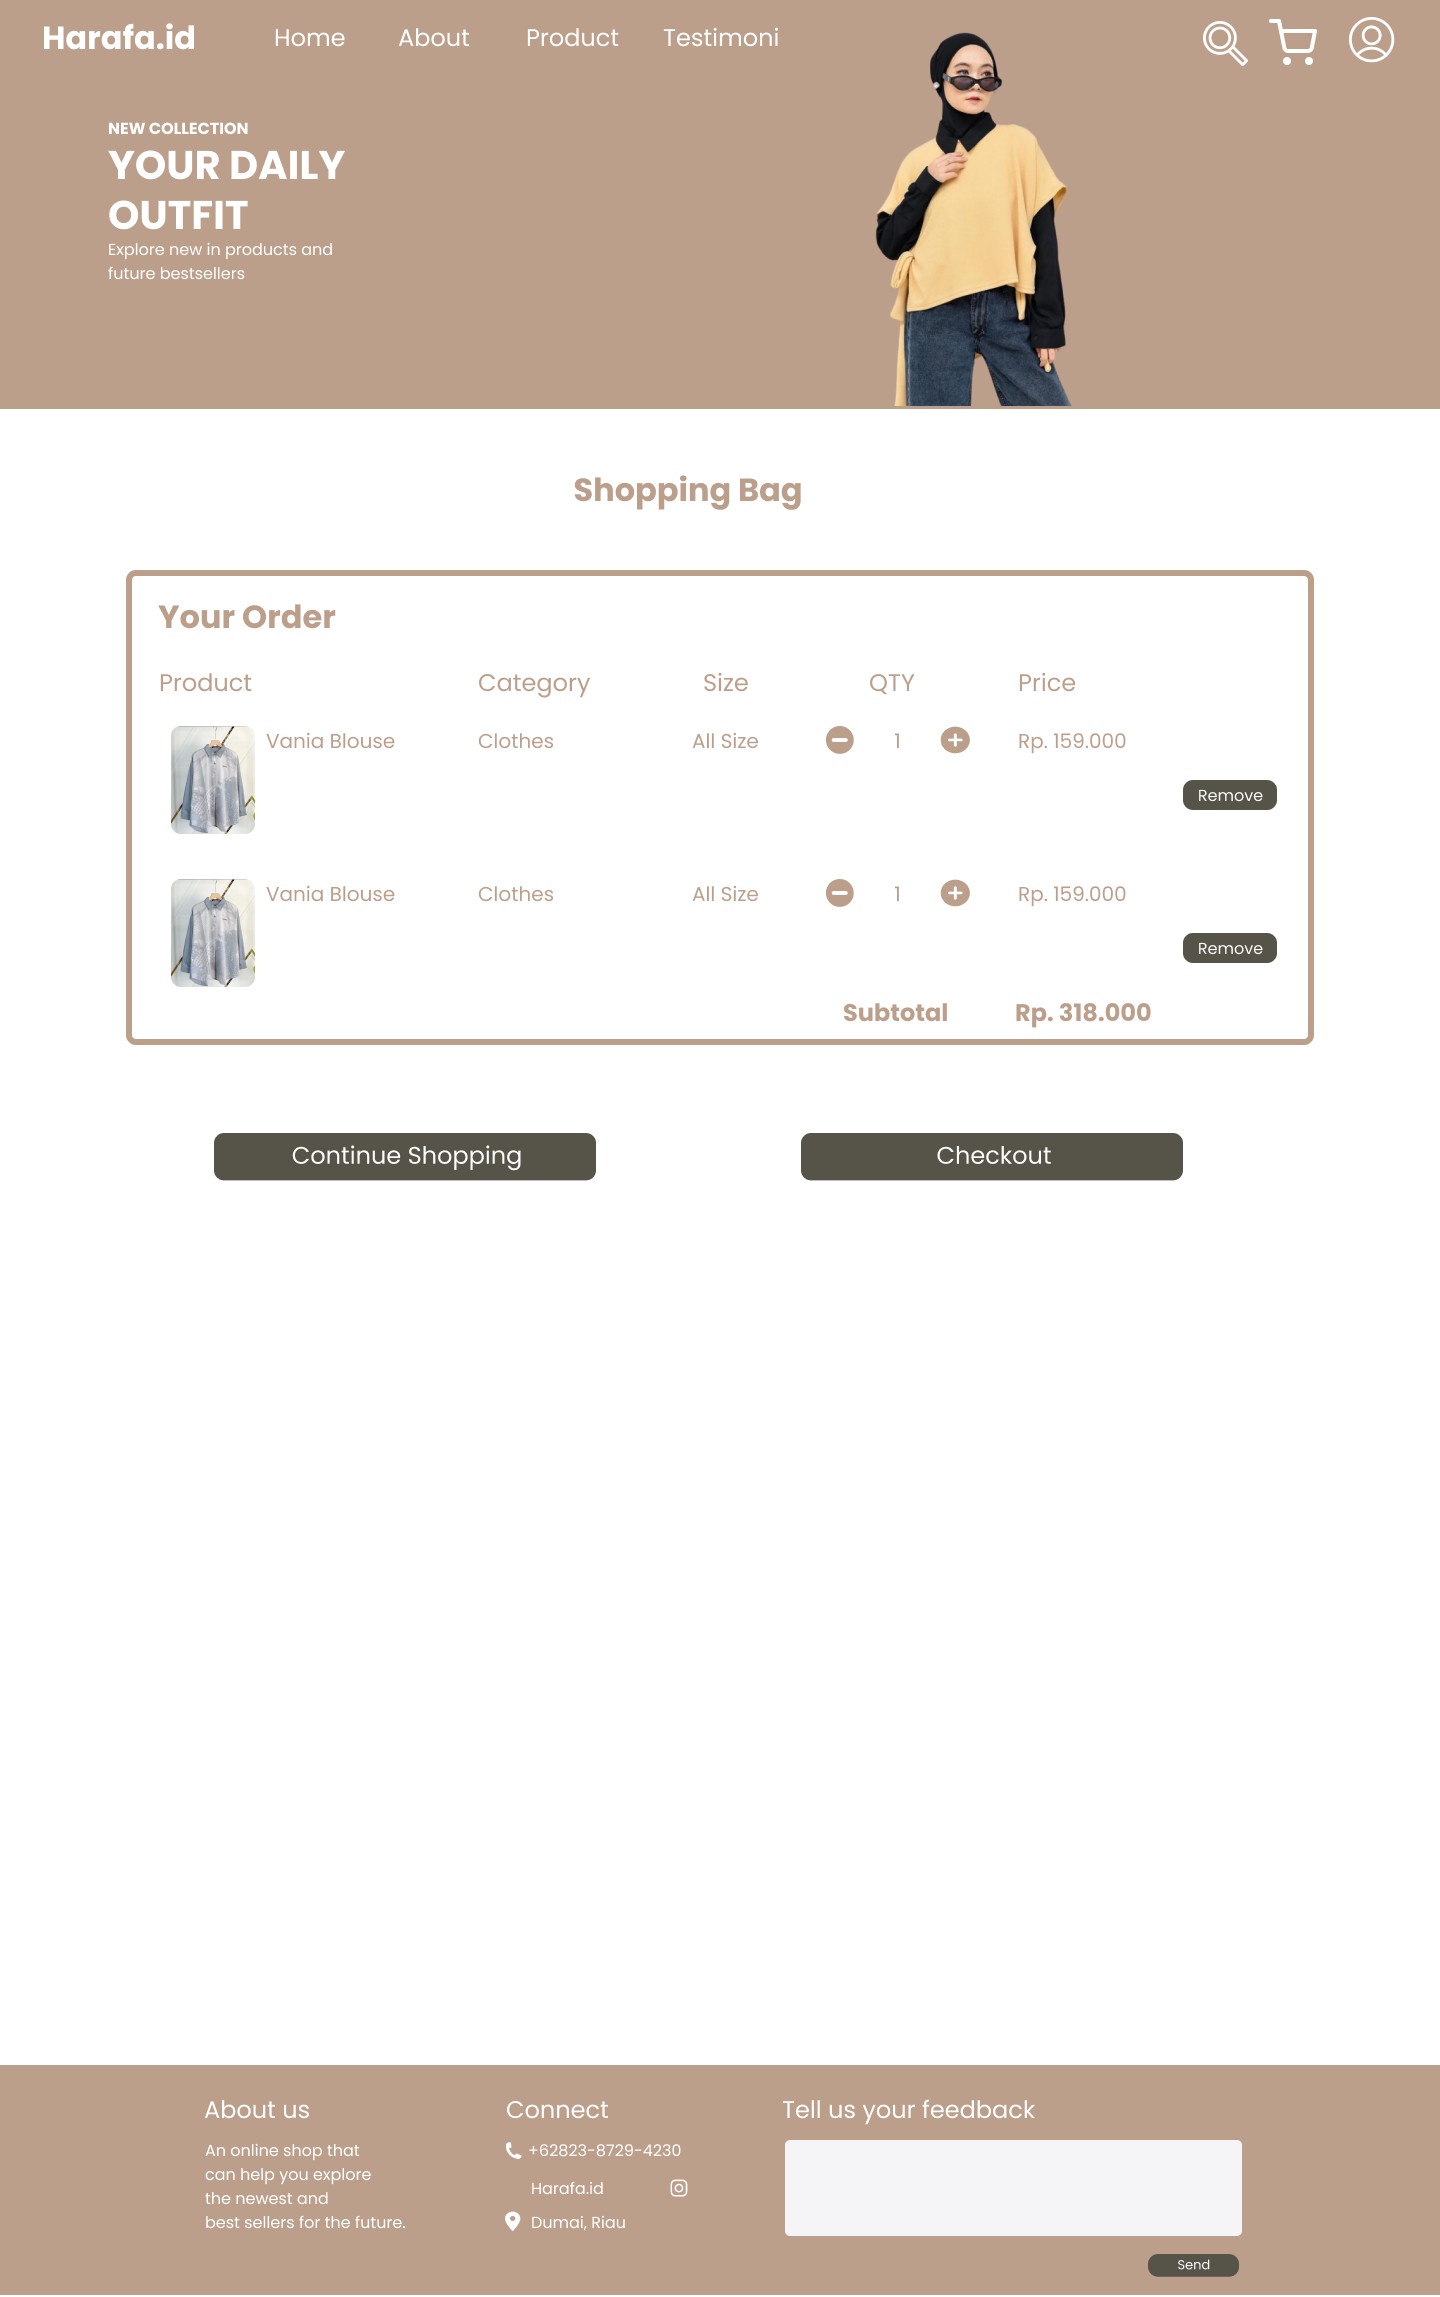 Harafa.id
Home
About
Product
Testimoni
NEW COLLECTION
YOUR DAILY
OUTFIT
Explore new in products and
future bestsellers
Shopping Bag
Your Order
Product Category Size QTY Price
Vania Blouse Clothes All Size 1 Rp. 159.000
Remove
Vania Blouse Clothes All Size 1 Rp. 159.000
Remove
Subtotal Rp. 318.000
Continue Shopping
Checkout
About us
An online shop that
can help you explore
the newest and
best sellers for the future.
Connect
+62823-8729-4230
Harafa.id
Dumai, Riau
Tell us your feedback
Send